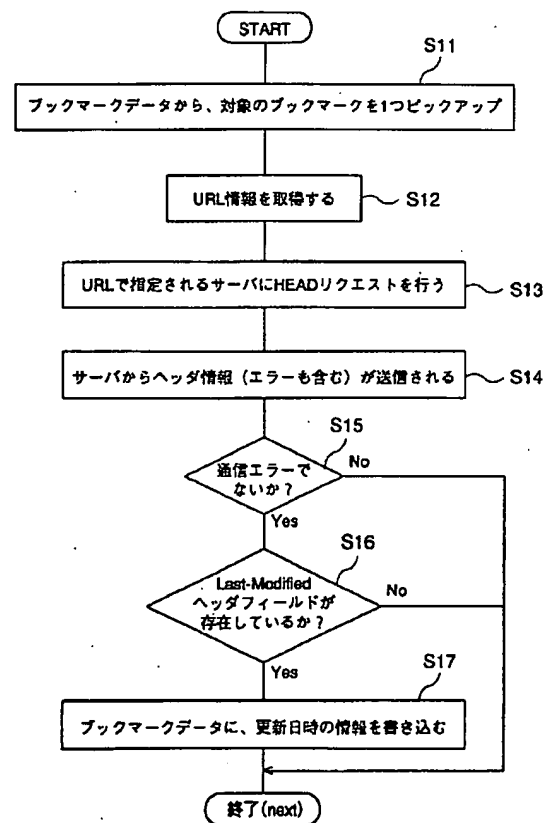 START
S11
ブックマークデータから、対象のブックマークを1つピックアップ
URL情報を取得する
S12
URLで指定されるサーバにHEADリクエストを行う
S13
サーバからヘッダ情報（エラーも含む）が送信される
S14
S15
通信エラーで
ないか？
No
Yes
S16
Last-Modified
ヘッダフィールドが
存在しているか？
No
Yes
S17
ブックマークデータに、更新日時の情報を書き込む
終了(next)